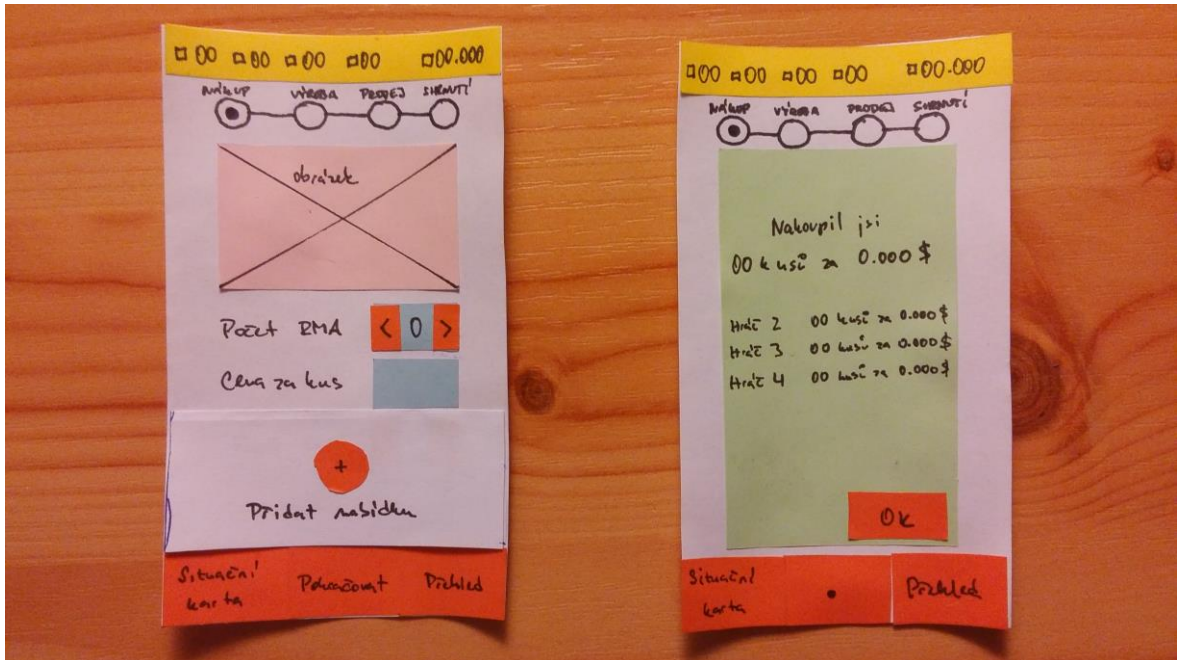 00 00 00 00 00.000
NÁKUP VÝROBA PRODEJ SHRNUTÍ
obrázek
Počet RMA < 0 >
Cena za kus
+
Přidat nabídku
Situační karta
Pokračovat
Přehled
00 00 00 00 00.000
NÁKUP VÝROBA PRODEJ SHRNUTÍ
Nakoupil jsi
00 kusů za 0.000 $
Hráč 2 00 kusů za 0.000 $
Hráč 3 00 kusů za 0.000 $
Hráč 4 00 kusů za 0.000 $
Ok
Situační karta
Přehled